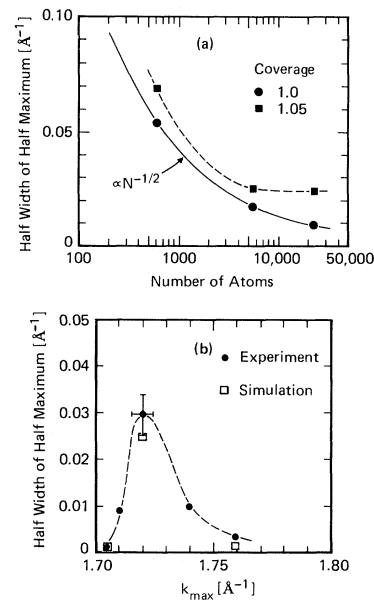 0.10
(a)
Coverage
1.0
1.05
0.05
∝N⁻¹/²
0
100
1000
10,000
50,000
Number of Atoms
Half Width of Half Maximum [Å⁻¹]
0.05
(b)
Experiment
0.04
Simulation
0.03
0.02
0.01
0
1.70
1.75
1.80
kmax [Å⁻¹]
Half Width of Half Maximum [Å⁻¹]